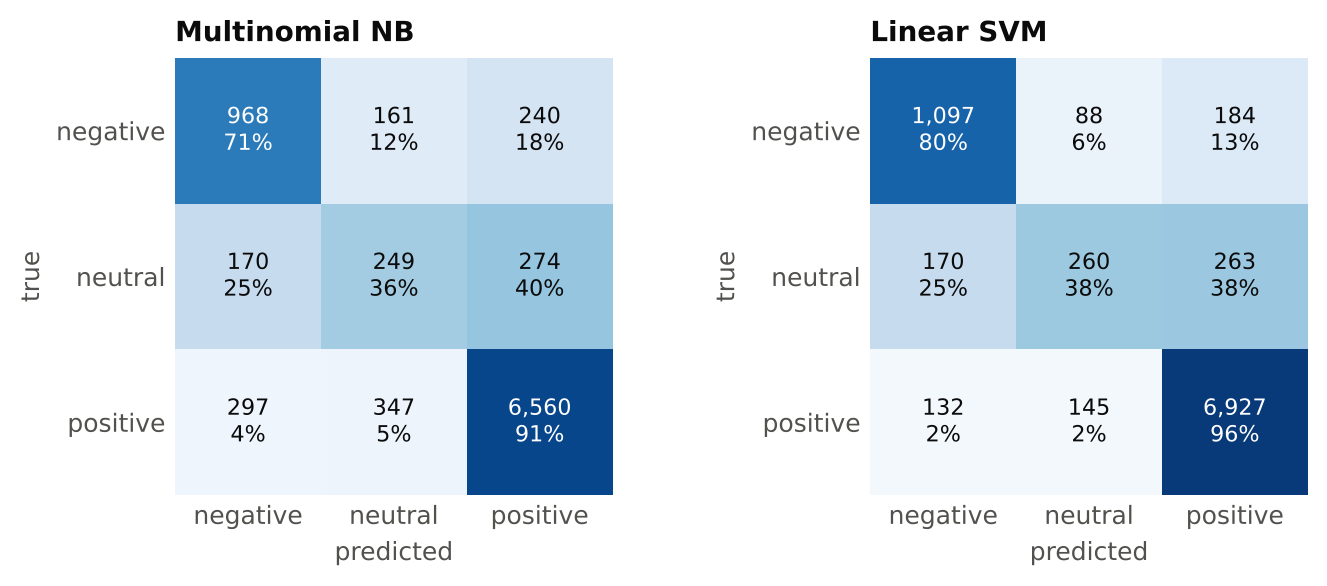 Multinomial NB
negative
968
71%
161
12%
240
18%
true
neutral
170
25%
249
36%
274
40%
positive
297
4%
347
5%
6,560
91%
negative
neutral
positive
predicted
Linear SVM
negative
1,097
80%
88
6%
184
13%
true
neutral
170
25%
260
38%
263
38%
positive
132
2%
145
2%
6,927
96%
negative
neutral
positive
predicted